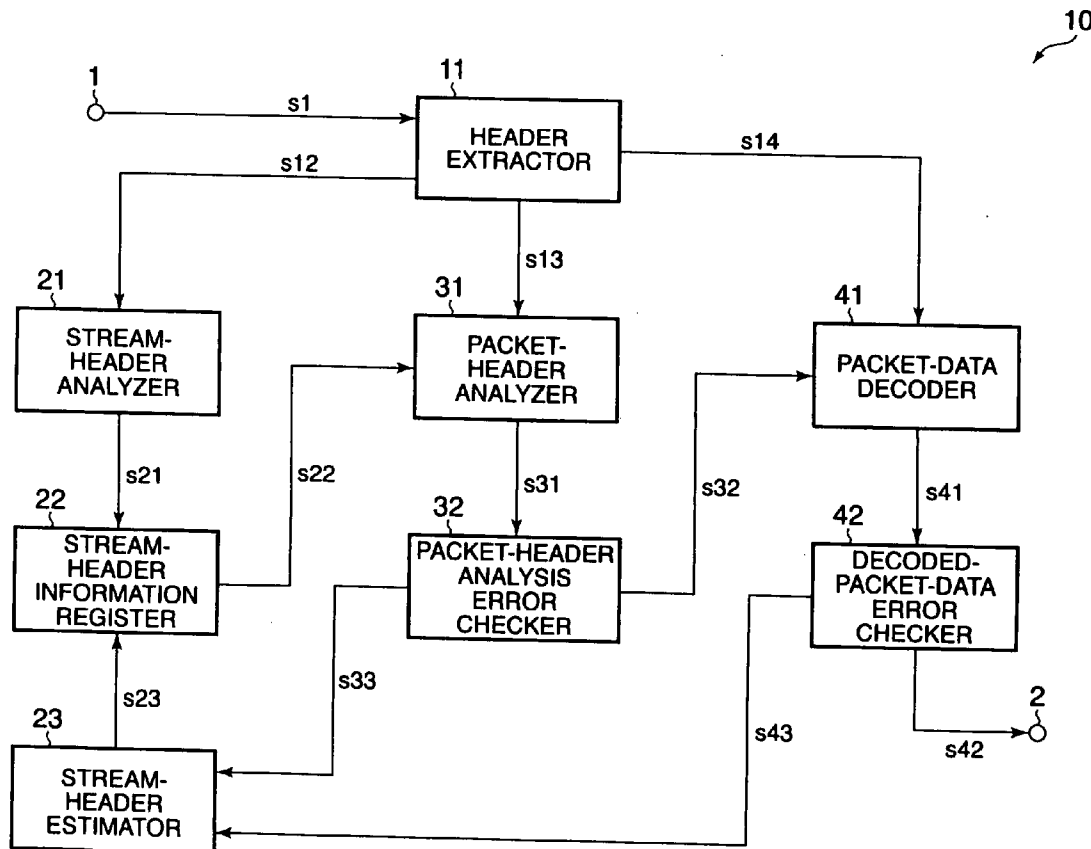 10
1
s1
11
HEADER
EXTRACTOR
s14
s12
s13
21
STREAM-
HEADER
ANALYZER
31
PACKET-
HEADER
ANALYZER
41
PACKET-DATA
DECODER
s21
s22
s31
s32
s41
22
STREAM-
HEADER
INFORMATION
REGISTER
32
PACKET-HEADER
ANALYSIS
ERROR
CHECKER
42
DECODED-
PACKET-DATA
ERROR
CHECKER
s23
s33
s43
s42
2
23
STREAM-
HEADER
ESTIMATOR